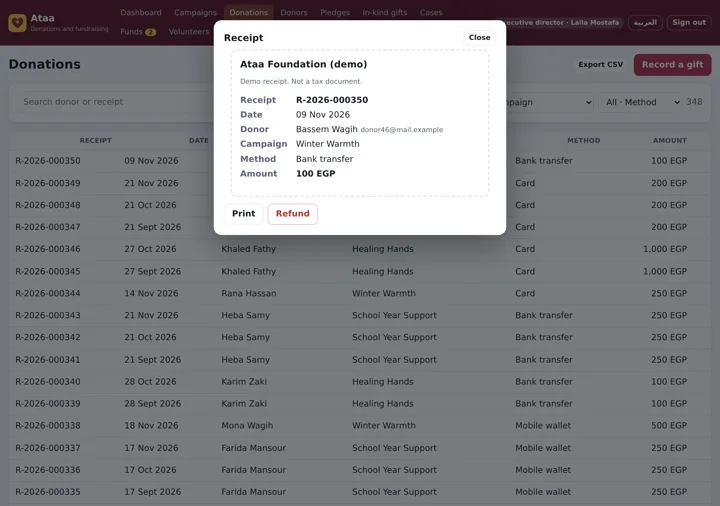 Ataa
Donations and fundraising
Dashboard Campaigns Donations Donors Pledges In-kind gifts Cases
Funds 2 Volunteers
xecutive director · Laila Mostafa
العربية
Sign out
Donations
Export CSV
Record a gift
Search donor or receipt
paign
All · Method
348
Receipt
Close
Ataa Foundation (demo)
Demo receipt. Not a tax document.
Receipt R-2026-000350
Date 09 Nov 2026
Donor Bassem Wagih donor46@mail.example
Campaign Winter Warmth
Method Bank transfer
Amount 100 EGP
Print Refund
RECEIPT DATE METHOD AMOUNT
R-2026-000350 09 Nov 2026 Bank transfer 100 EGP
R-2026-000349 21 Nov 2026 Card 200 EGP
R-2026-000348 21 Oct 2026 Card 200 EGP
R-2026-000347 21 Sept 2026 Card 200 EGP
R-2026-000346 27 Oct 2026 Khaled Fathy Healing Hands Card 1,000 EGP
R-2026-000345 27 Sept 2026 Khaled Fathy Healing Hands Card 1,000 EGP
R-2026-000344 14 Nov 2026 Rana Hassan Winter Warmth Card 250 EGP
R-2026-000343 21 Nov 2026 Heba Samy School Year Support Bank transfer 250 EGP
R-2026-000342 21 Oct 2026 Heba Samy School Year Support Bank transfer 250 EGP
R-2026-000341 21 Sept 2026 Heba Samy School Year Support Bank transfer 250 EGP
R-2026-000340 28 Oct 2026 Karim Zaki Healing Hands Bank transfer 100 EGP
R-2026-000339 28 Sept 2026 Karim Zaki Healing Hands Bank transfer 100 EGP
R-2026-000338 18 Nov 2026 Mona Wagih Winter Warmth Mobile wallet 500 EGP
R-2026-000337 17 Nov 2026 Farida Mansour School Year Support Mobile wallet 250 EGP
R-2026-000336 17 Oct 2026 Farida Mansour School Year Support Mobile wallet 250 EGP
R-2026-000335 17 Sept 2026 Farida Mansour School Year Support Mobile wallet 250 EGP